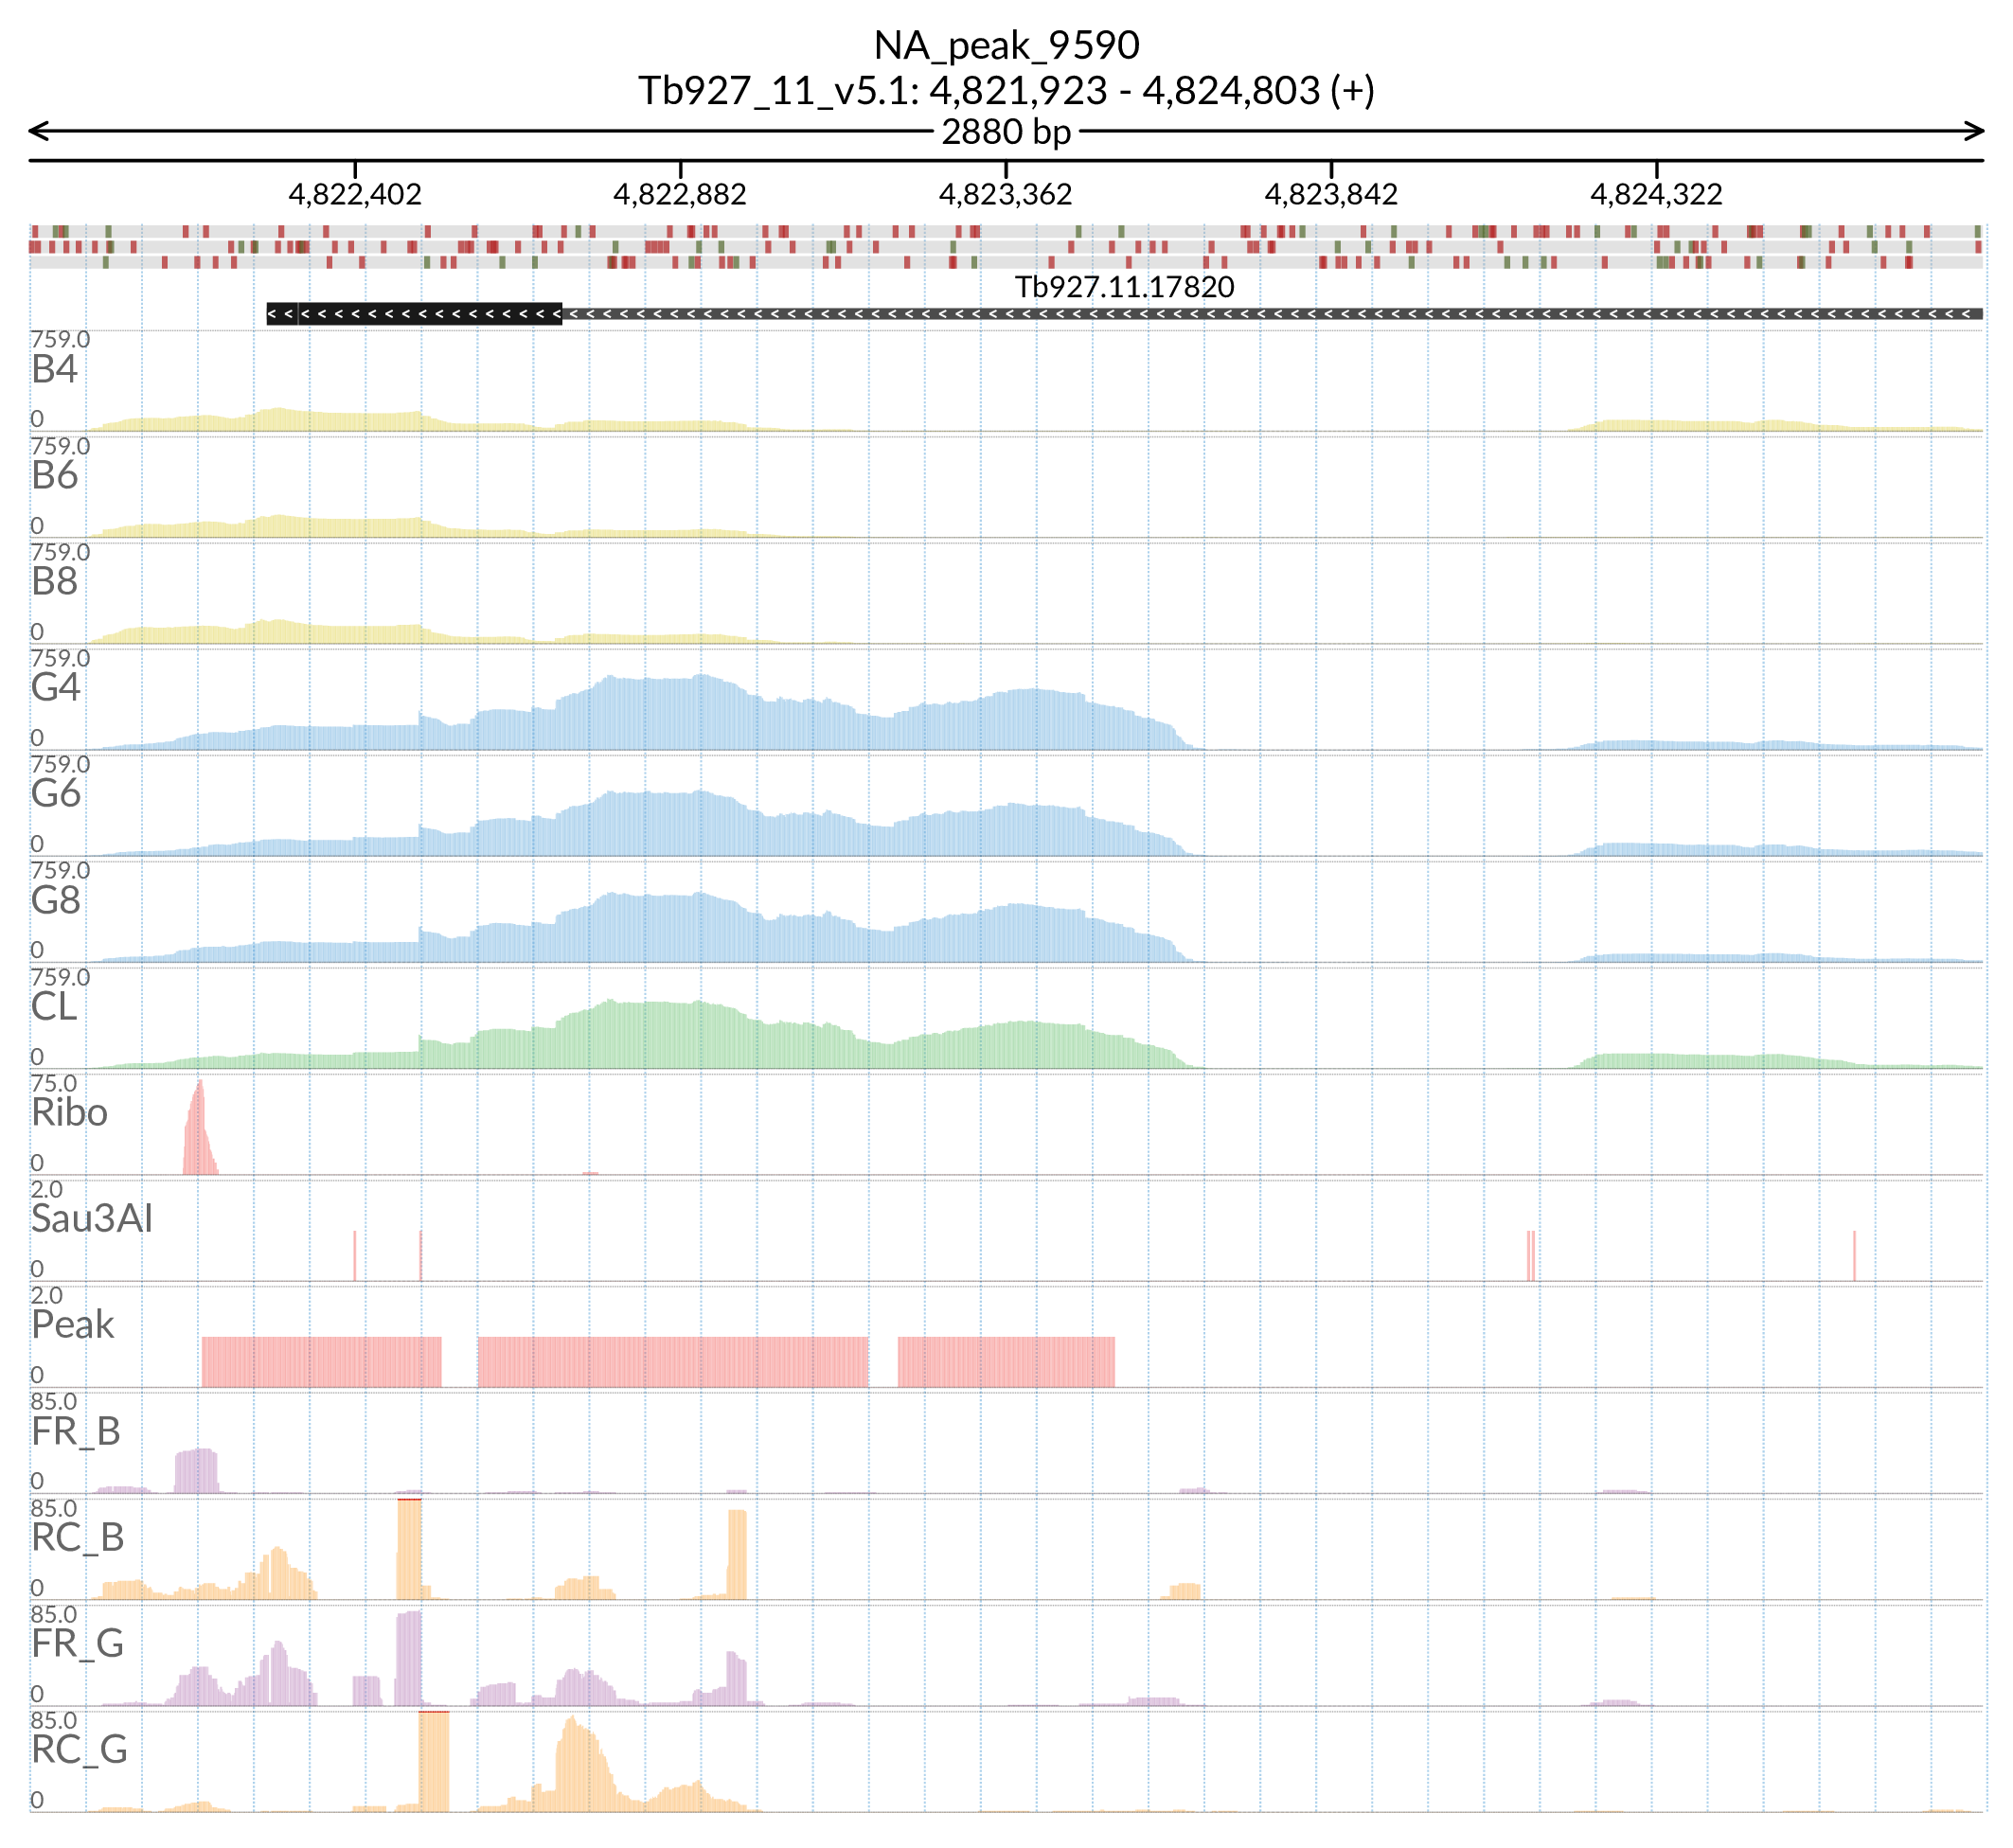 NA_peak_9590
Tb927_11_v5.1: 4,821,923 - 4,824,803 (+)
2880 bp
4,822,402 4,822,882 4,823,362 4,823,842 4,824,322
Tb927.11.17820
759.0
B4
0
759.0
B6
0
759.0
B8
0
759.0
G4
0
759.0
G6
0
759.0
G8
0
759.0
CL
0
75.0
Ribo
0
2.0
Sau3AI
0
2.0
Peak
0
85.0
FR_B
0
85.0
RC_B
0
85.0
FR_G
0
85.0
RC_G
0